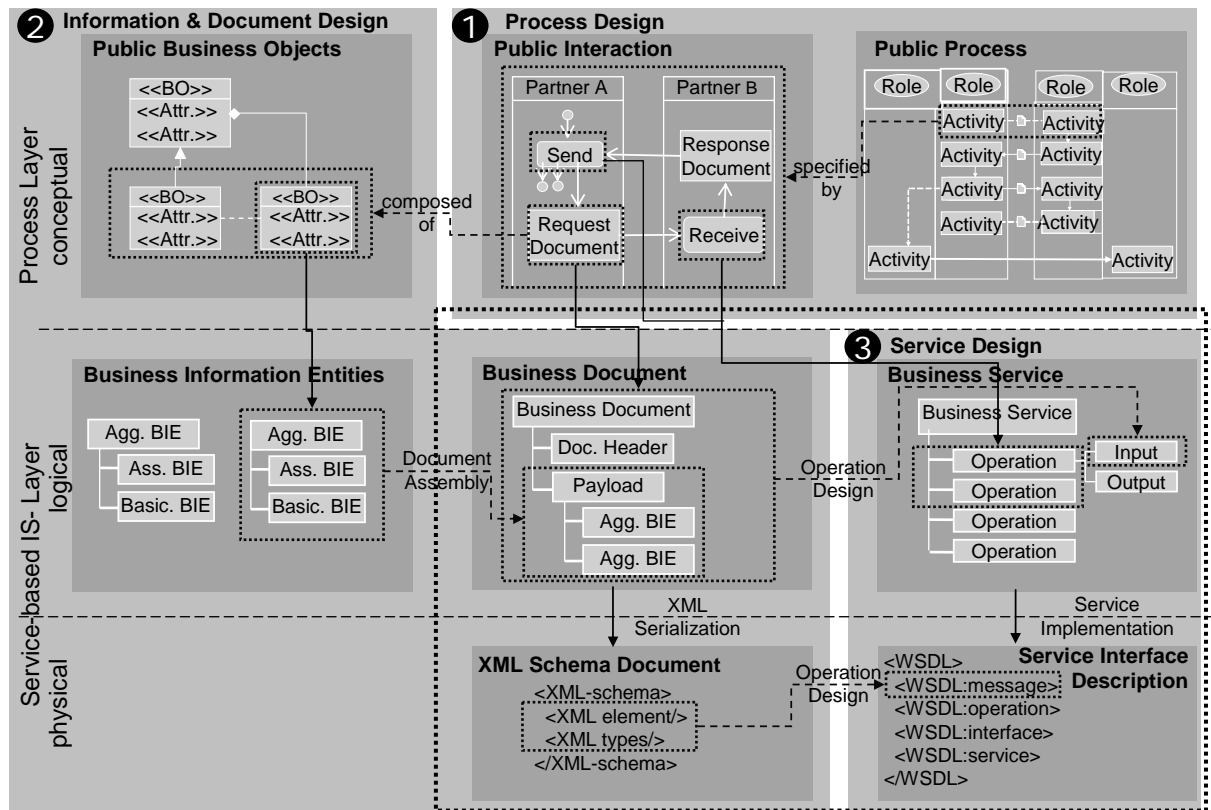 2 Information & Document Design
Public Business Objects
<<BO>>
<<Attr.>>
<<Attr.>>
<<BO>>
<<Attr.>>
<<Attr.>>
<<BO>>
<<Attr.>>
<<Attr.>>
composed
of
1 Process Design
Public Interaction
Partner A
Partner B
Send
Response
Document
Request
Document
Receive
specified
by
Public Process
Role
Role
Role
Role
Activity
Activity
Activity
Activity
Activity
Activity
Activity
Activity
Activity
Activity
Process Layer
conceptual
Service-based IS- Layer
logical
physical
Business Information Entities
Agg. BIE
Ass. BIE
Basic. BIE
Agg. BIE
Ass. BIE
Basic. BIE
Document
Assembly
Business Document
Business Document
Doc. Header
Payload
Agg. BIE
Agg. BIE
Operation
Design
3 Service Design
Business Service
Business Service
Operation
Operation
Operation
Operation
Input
Output
XML
Serialization
Service
Implementation
XML Schema Document
<XML-schema>
<XML element/>
<XML types/>
</XML-schema>
Operation
Design
Service Interface
Description
<WSDL>
<WSDL:message>
<WSDL:operation>
<WSDL:interface>
<WSDL:service>
</WSDL>